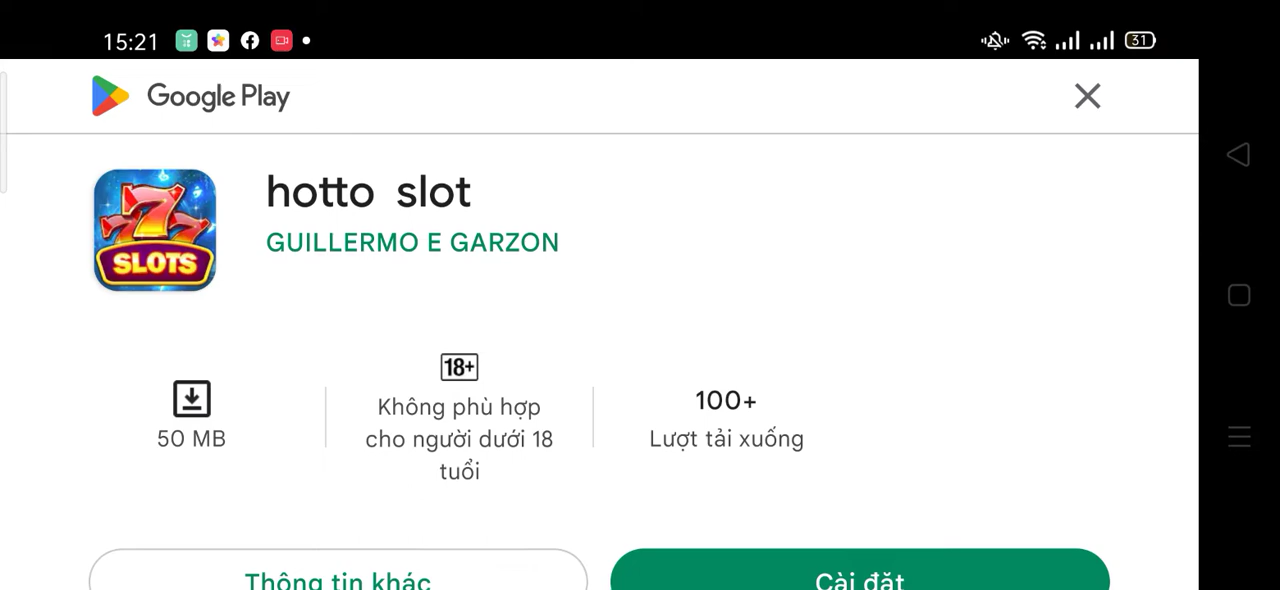 15:21
31
Google Play
hotto slot
GUILLERMO E GARZON
777
SLOTS
50 MB
18+
Không phù hợp
cho người dưới 18
tuổi
100+
Lượt tải xuống
Thông tin khác
Cài đặt